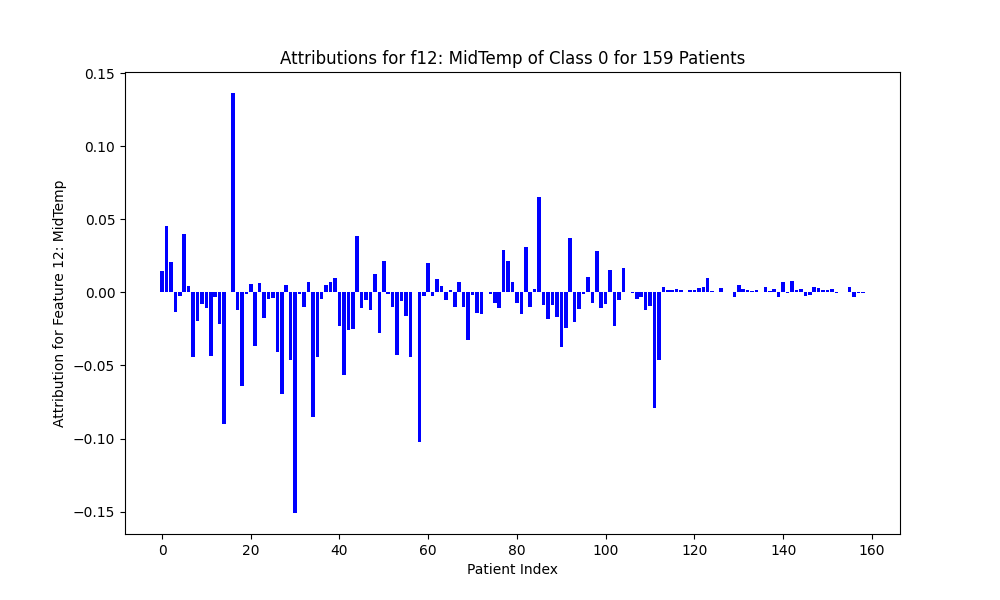 Attributions for f12: MidTemp of Class 0 for 159 Patients
0.15
0.10
0.05
0.00
−0.05
−0.10
−0.15
Attribution for Feature 12: MidTemp
0 20 40 60 80 100 120 140 160
Patient Index